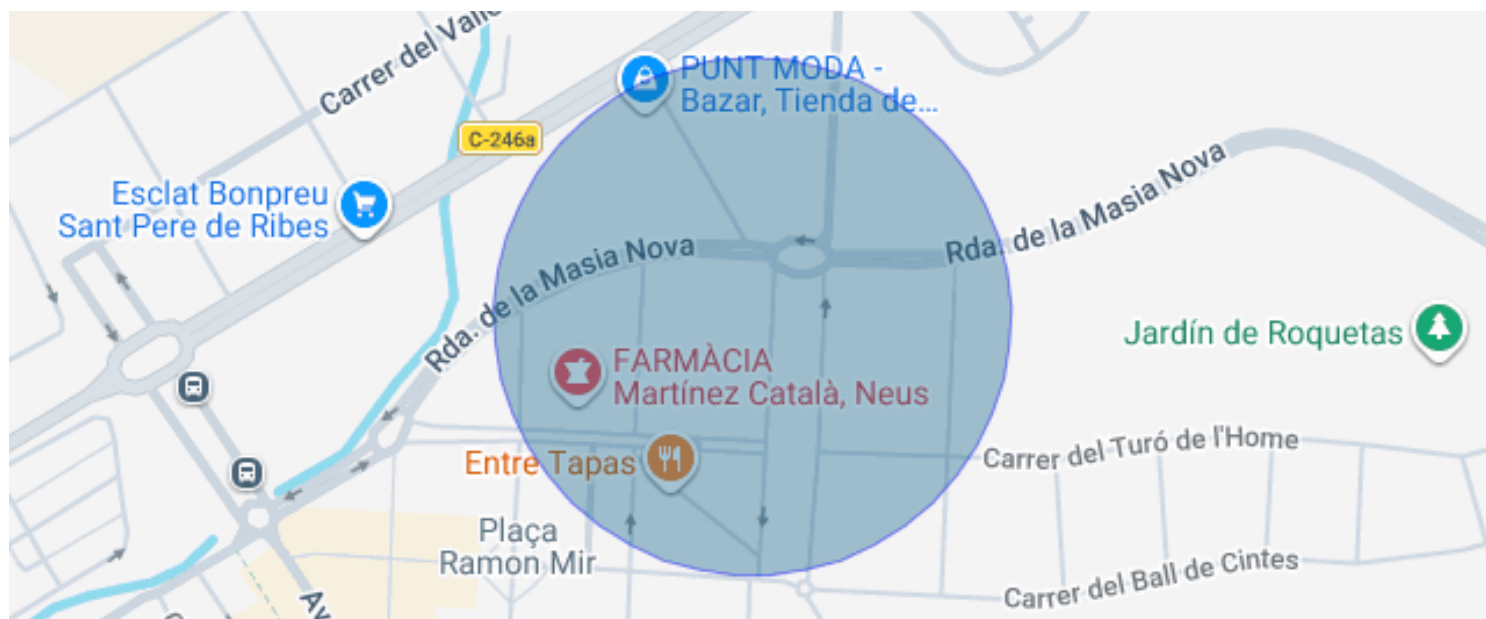 Carrer del Valle
PUNT MODA -
Bazar, Tienda de...
C-246a
Esclat Bonpreu
Sant Pere de Ribes
Rda. de la Masia Nova
Rda. de la Masia Nova
Jardín de Roquetas
FARMÀCIA
Martínez Català, Neus
Entre Tapas
Carrer del Turó de l'Home
Plaça
Ramon Mir
Carrer del Ball de Cintes
Av